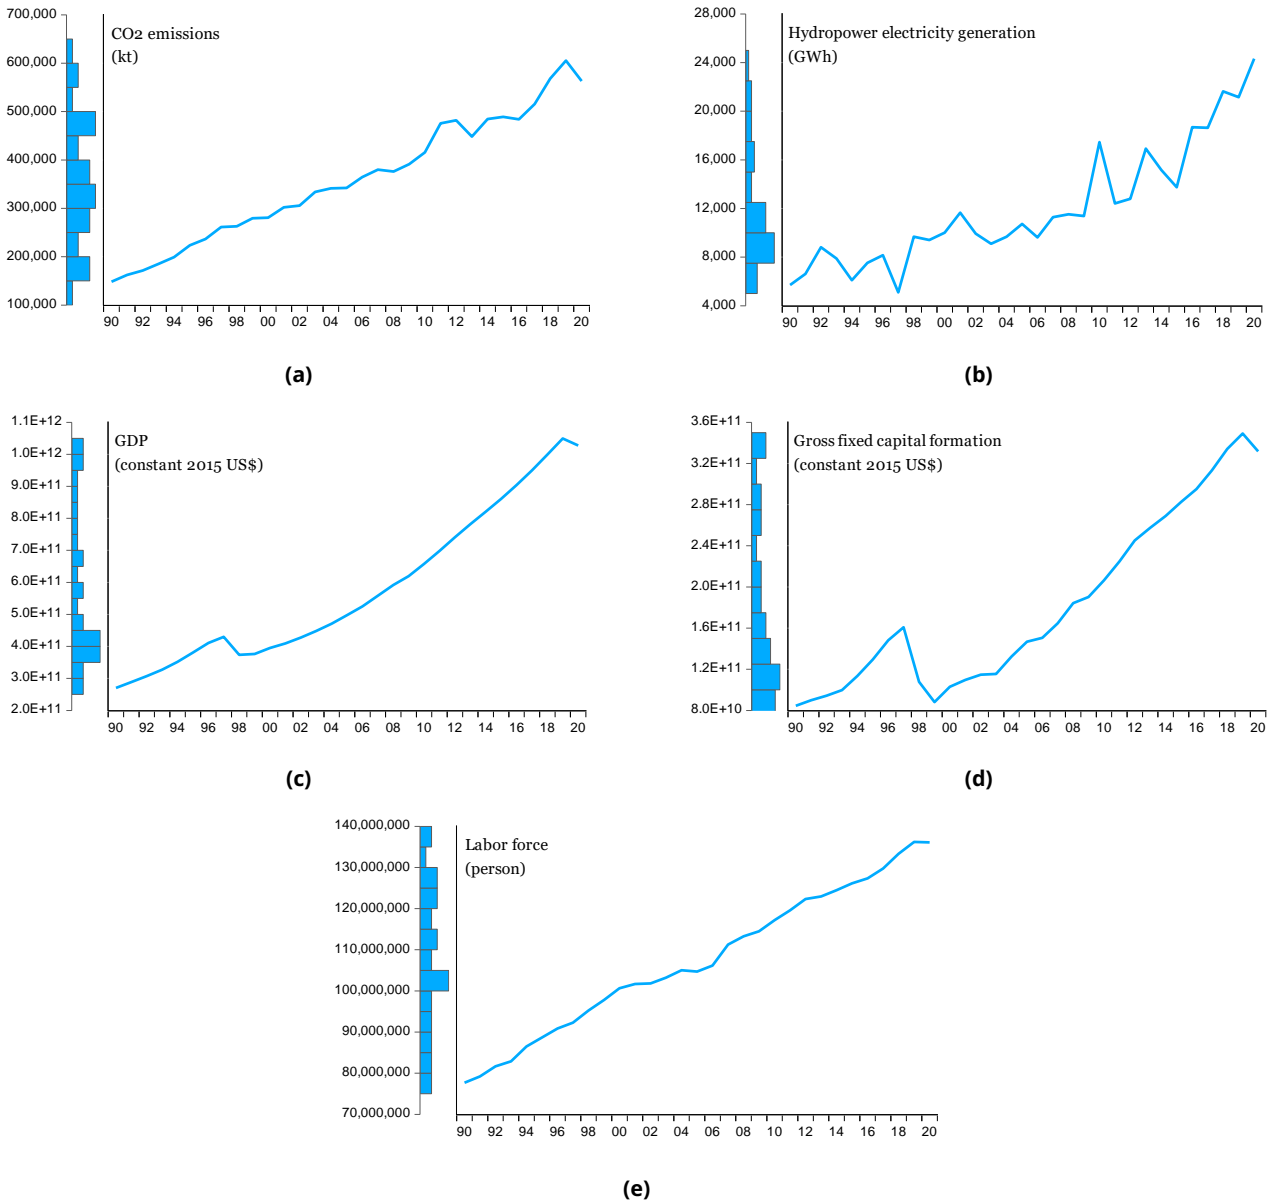 700,000
600,000
500,000
400,000
300,000
200,000
100,000
CO2 emissions
(kt)
90 92 94 96 98 00 02 04 06 08 10 12 14 16 18 20
(a)
28,000
24,000
20,000
16,000
12,000
8,000
4,000
Hydropower electricity generation
(GWh)
90 92 94 96 98 00 02 04 06 08 10 12 14 16 18 20
(b)
1.1E+12
1.0E+12
9.0E+11
8.0E+11
7.0E+11
6.0E+11
5.0E+11
4.0E+11
3.0E+11
2.0E+11
GDP
(constant 2015 US$)
90 92 94 96 98 00 02 04 06 08 10 12 14 16 18 20
(c)
3.6E+11
3.2E+11
2.8E+11
2.4E+11
2.0E+11
1.6E+11
1.2E+11
8.0E+10
Gross fixed capital formation
(constant 2015 US$)
90 92 94 96 98 00 02 04 06 08 10 12 14 16 18 20
(d)
140,000,000
130,000,000
120,000,000
110,000,000
100,000,000
90,000,000
80,000,000
70,000,000
Labor force
(person)
90 92 94 96 98 00 02 04 06 08 10 12 14 16 18 20
(e)